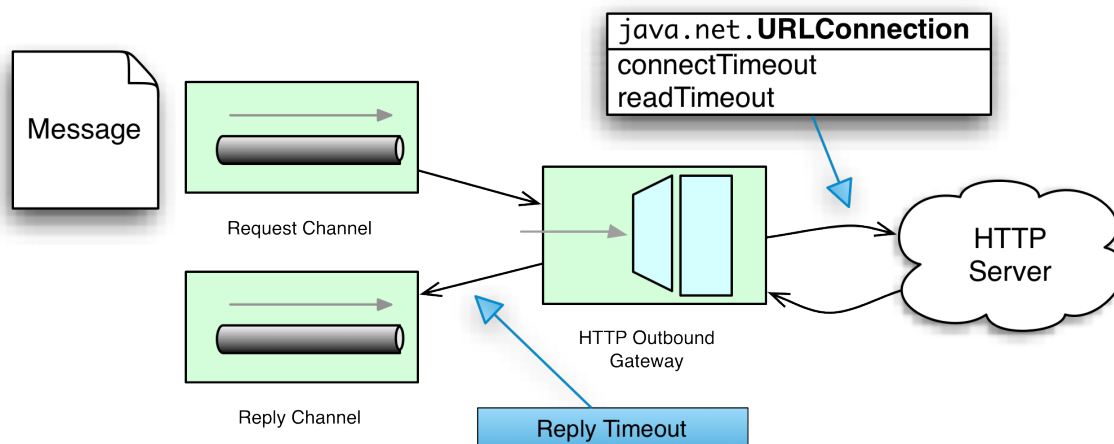 java.net.URLConnection
connectTimeout
readTimeout
Message
Request Channel
HTTP
Server
HTTP Outbound
Gateway
Reply Channel
Reply Timeout